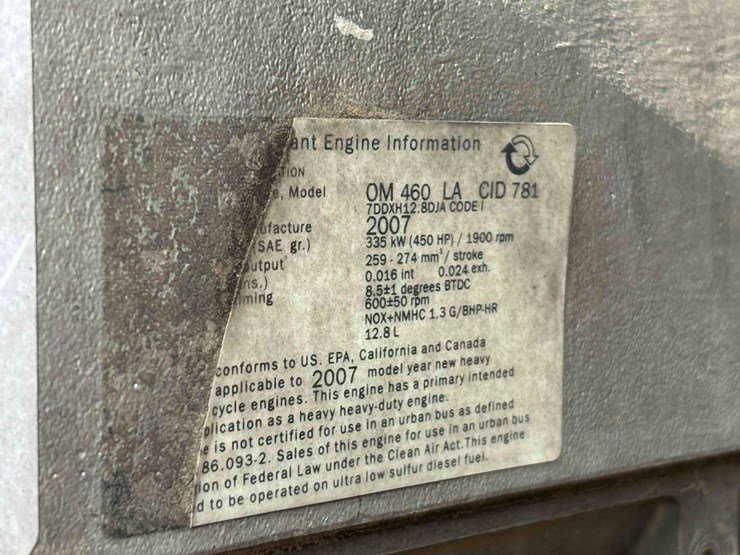 ant Engine Information
TION
e, Model OM 460 LA CID 781
7DDXH12.8DJA CODE I
ufacture 2007
(SAE gr.) 335 kW (450 HP) / 1900 rpm
utput 259 - 274 mm³/ stroke
ns.) 0.016 int 0.024 exh.
ming 8.5±1 degrees BTDC
600±50 rpm
NOX+NMHC 1.3 G/BHP-HR
12.8 L
conforms to US. EPA, California and Canada
applicable to 2007 model year new heavy
cycle engines. This engine has a primary intended
plication as a heavy heavy-duty engine.
e is not certified for use in an urban bus as defined
86.093-2. Sales of this engine for use in an urban bus
ion of Federal Law under the Clean Air Act.This engine
d to be operated on ultra low sulfur diesel fuel.